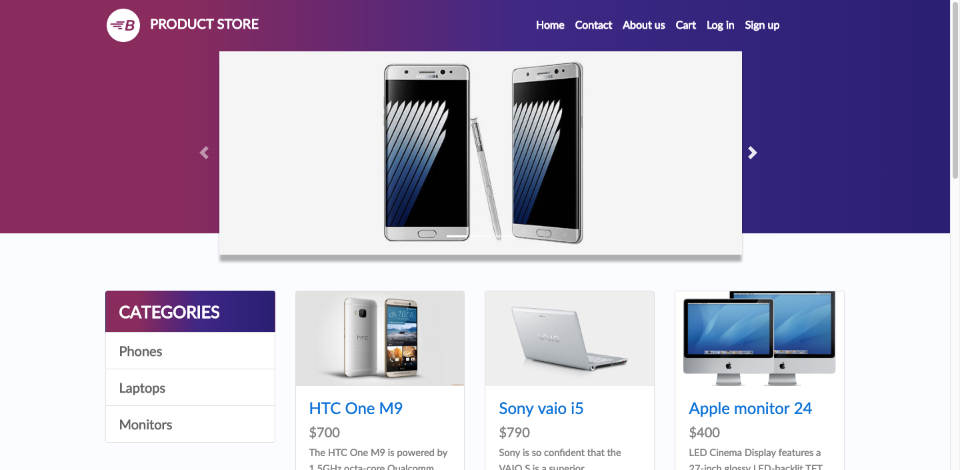 B PRODUCT STORE
Home Contact About us Cart Log in Sign up
CATEGORIES
Phones
Laptops
Monitors
HTC One M9
$700
The HTC One M9 is powered by
1.5GHz octa-core Qualcomm
Sony vaio i5
$790
Sony is so confident that the
VAIO S is a superior
Apple monitor 24
$400
LED Cinema Display features a
27-inch glossy LED-backlit TFT